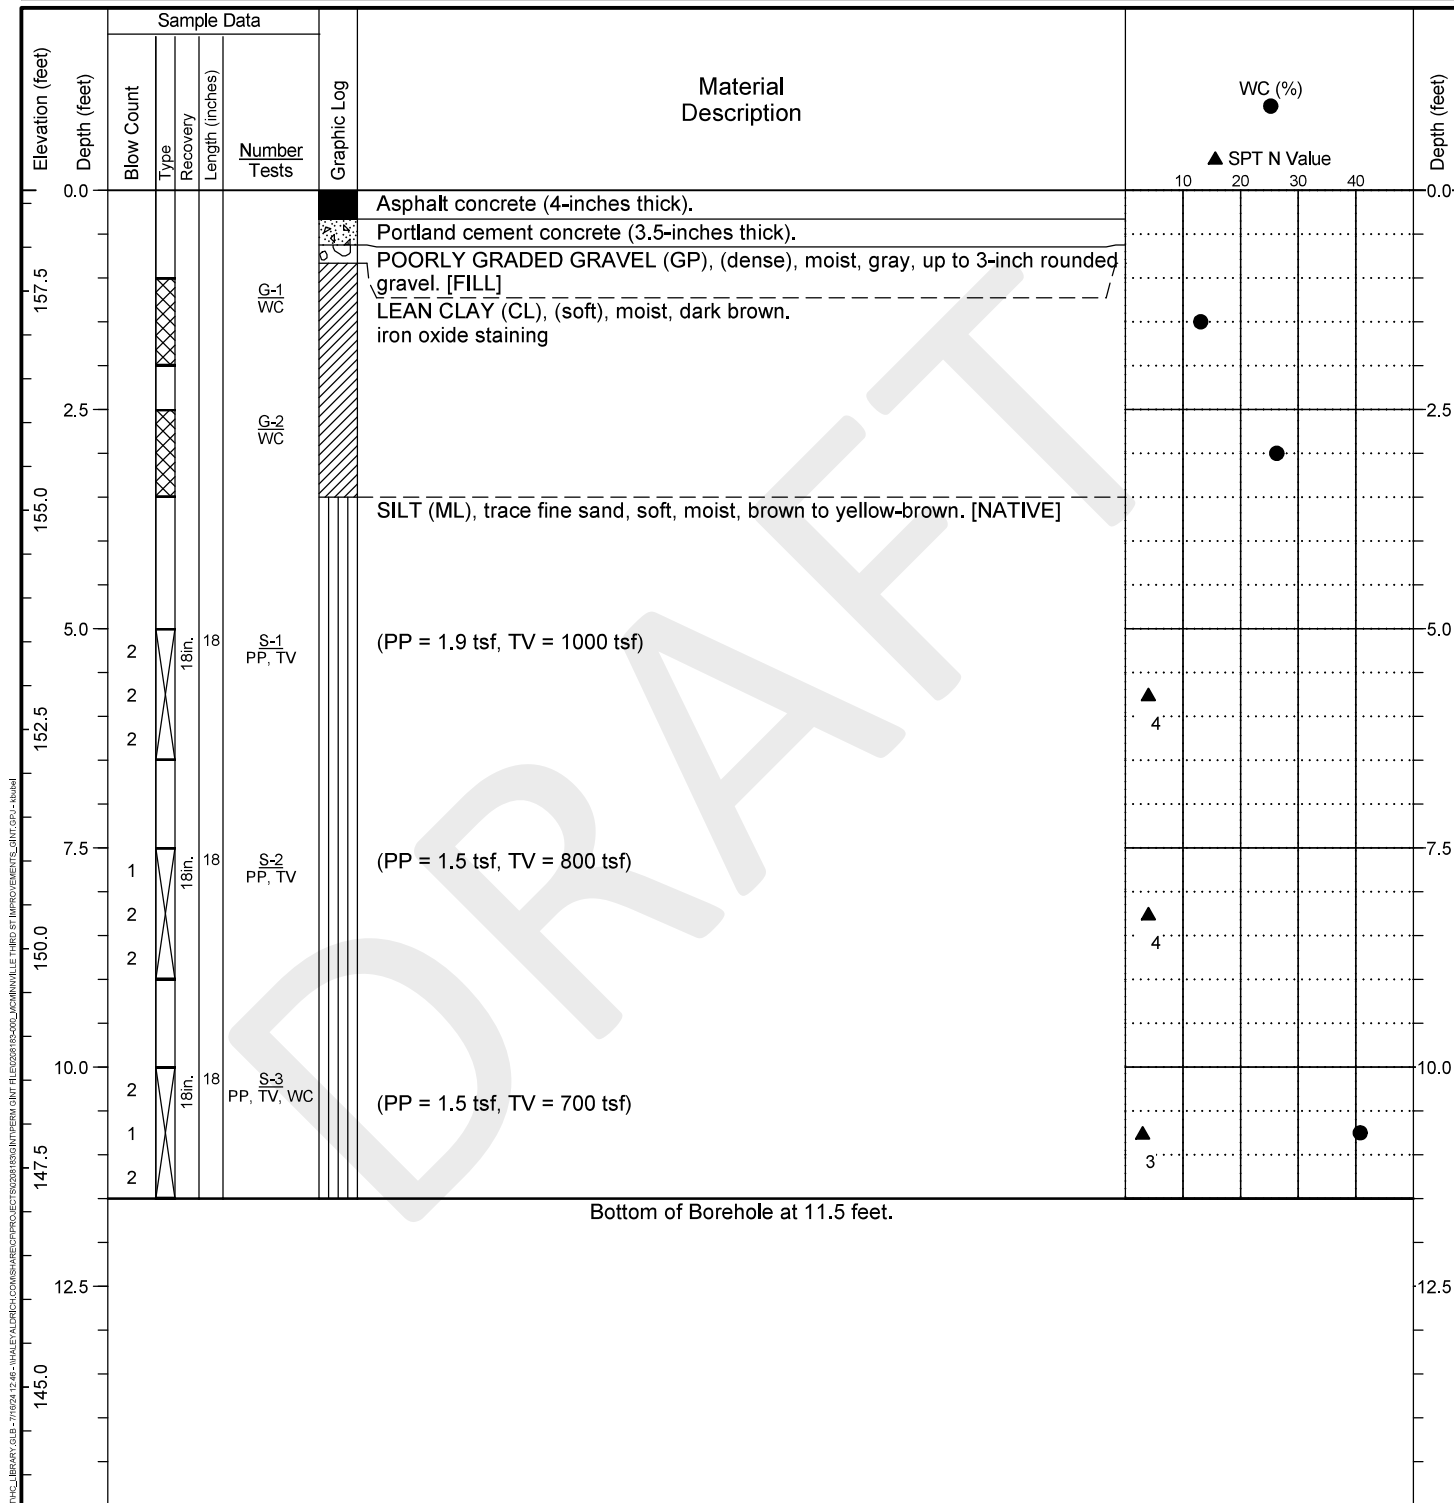 Sample Data
Elevation (feet)
Depth (feet)
Blow Count
Type
Recovery
Length (inches)
Number
Tests
Graphic Log
Material
Description
WC (%)
SPT N Value
10 20 30 40
Depth (feet)
0.0 0.0
Asphalt concrete (4-inches thick).
Portland cement concrete (3.5-inches thick).
POORLY GRADED GRAVEL (GP), (dense), moist, gray, up to 3-inch rounded
gravel. [FILL]
157.5
G-1
WC
LEAN CLAY (CL), (soft), moist, dark brown.
iron oxide staining
2.5 2.5
G-2
WC
155.0
SILT (ML), trace fine sand, soft, moist, brown to yellow-brown. [NATIVE]
5.0 5.0
2
2
2
18in.
18
S-1
PP, TV
(PP = 1.9 tsf, TV = 1000 tsf)
4
152.5
7.5 7.5
1
2
2
18in.
18
S-2
PP, TV
(PP = 1.5 tsf, TV = 800 tsf)
4
150.0
10.0 10.0
2
1
2
18in.
18
S-3
PP, TV, WC
(PP = 1.5 tsf, TV = 700 tsf)
3
147.5
Bottom of Borehole at 11.5 feet.
12.5 12.5
145.0
DRAFT